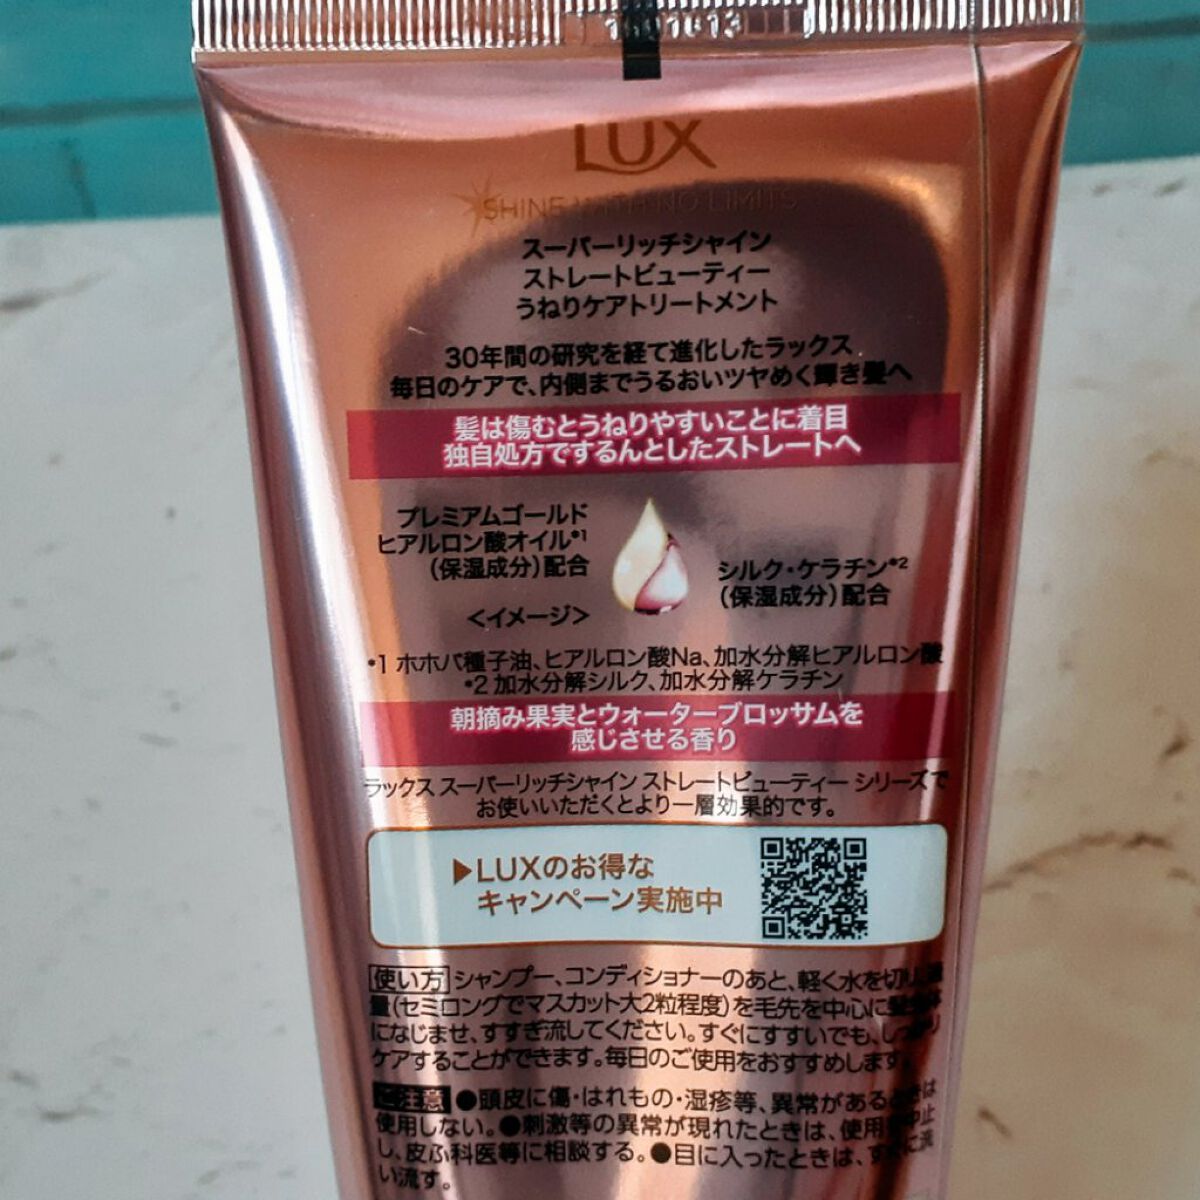 LUX
SHINE WITH NO LIMITS
スーパーリッチシャイン
ストレートビューティー
うねりケアトリートメント
30年間の研究を経て進化したラックス
毎日のケアで、内側までうるおいツヤめく輝き髪へ
髪は傷むとうねりやすいことに着目
独自処方でするんとしたストレートへ
プレミアムゴールド
ヒアルロン酸オイル*1
(保湿成分)配合
シルク・ケラチン*2
(保湿成分)配合
<イメージ>
*1 ホホバ種子油、ヒアルロン酸Na、加水分解ヒアルロン酸
*2 加水分解シルク、加水分解ケラチン
朝摘み果実とウォーターブロッサムを
感じさせる香り
ラックス スーパーリッチシャイン ストレートビューティー シリーズで
お使いいただくとより一層効果的です。
▶LUXのお得な
キャンペーン実施中
使い方 シャンプー、コンディショナーのあと、軽く水を切り、適
量(セミロングでマスカット大2粒程度)を毛先を中心に髪全体
になじませ、すすぎ流してください。すぐにすすいでも、しっかり
ケアすることができます。毎日のご使用をおすすめします。
ご注意 ●頭皮に傷・はれもの・湿疹等、異常があるときは
使用しない。●刺激等の異常が現れたときは、使用を中止
し、皮ふ科医等に相談する。●目に入ったときは、すぐに洗
い流す。